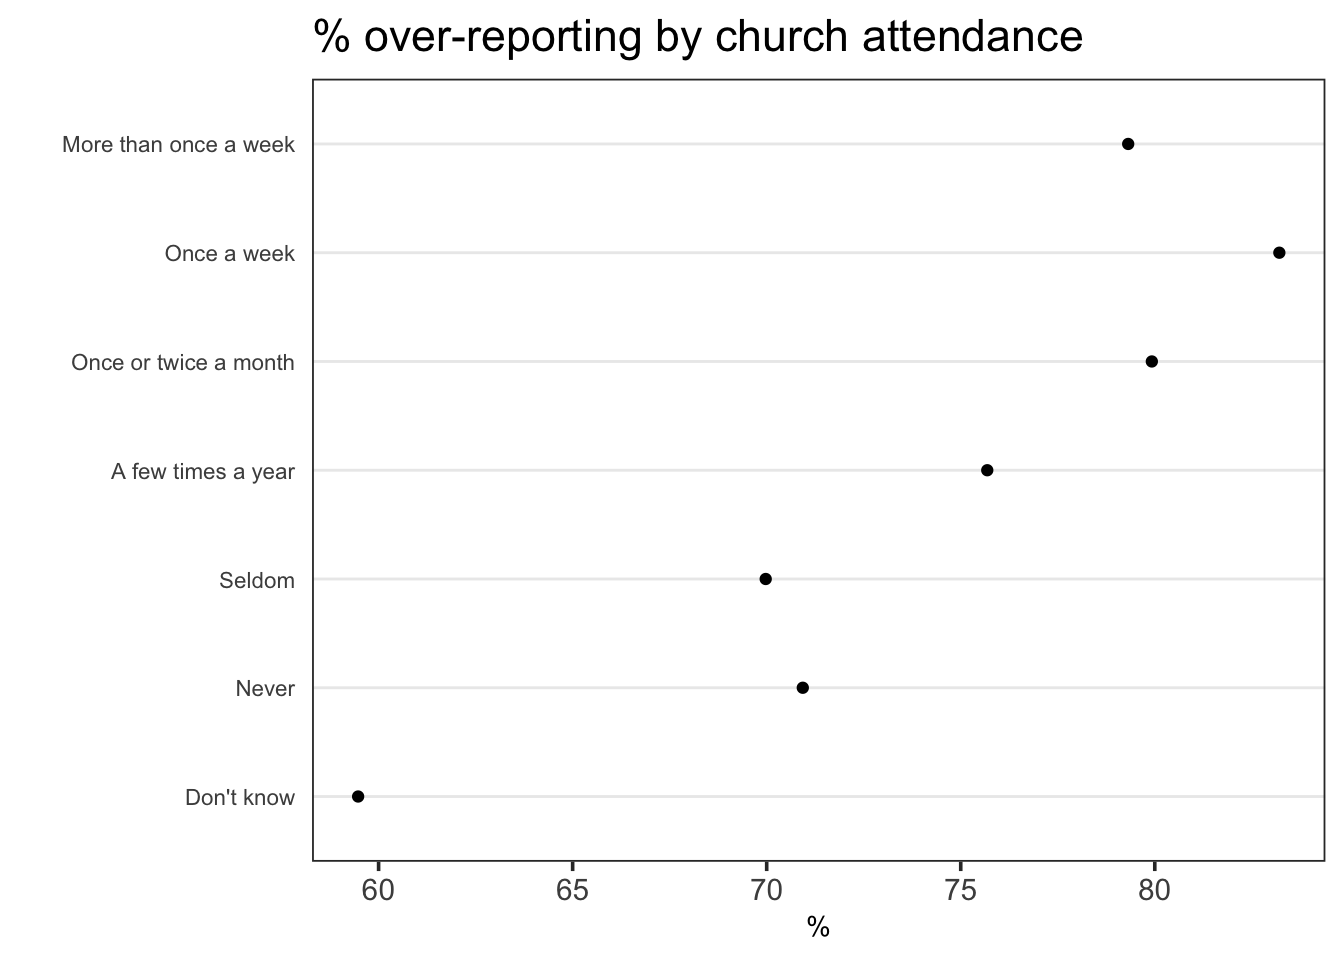 % over-reporting by church attendance
More than once a week
Once a week
Once or twice a month
A few times a year
Seldom
Never
Don't know
60 65 70 75 80
%